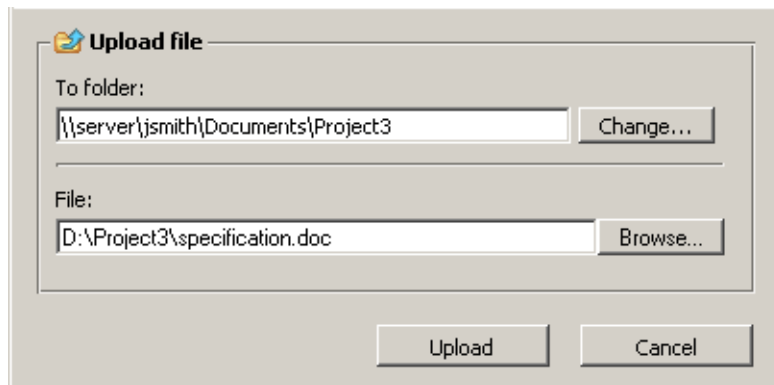 Upload file
To folder:
\\server\jsmith\Documents\Project3
Change...
File:
D:\Project3\specification.doc
Browse...
Upload
Cancel